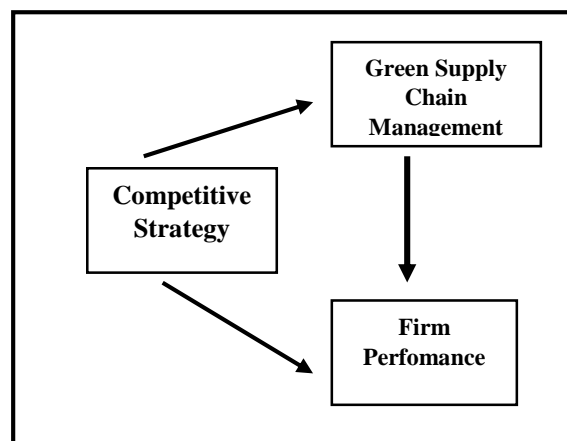 Green Supply
Chain
Management
Competitive
Strategy
Firm
Perfomance